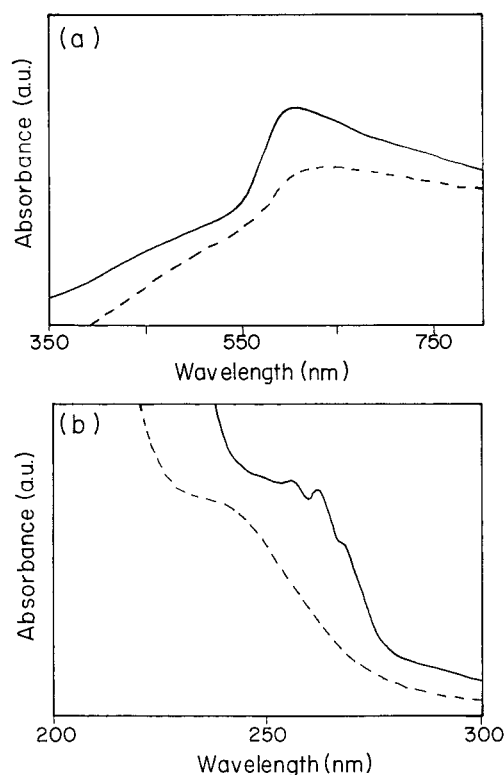 (a)
Absorbance (a.u.)
350
550
750
Wavelength (nm)
(b)
Absorbance (a.u.)
200
250
300
Wavelength (nm)